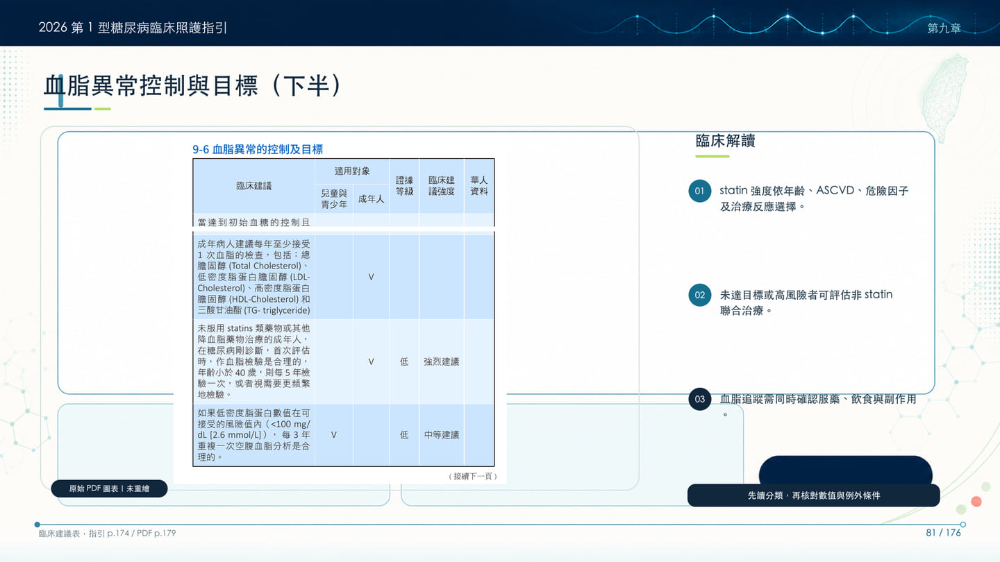 2026 第 1 型糖尿病臨床照護指引
第九章
血脂異常控制與目標（下半）
9-6 血脂異常的控制及目標
臨床建議
適用對象
兒童與
青少年
成年人
證據
等級
臨床建
議強度
華人
資料
當達到初始血糖的控制且
成年病人建議每年至少接受
1 次血脂的檢查，包括：總
膽固醇 (Total Cholesterol)、
低密度脂蛋白膽固醇 (LDL-
Cholesterol)、高密度脂蛋白
膽固醇 (HDL-Cholesterol) 和
三酸甘油酯 (TG- triglyceride)
V
未服用 statins 類藥物或其他
降血脂藥物治療的成年人，
在糖尿病剛診斷，首次評估
時，作血脂檢驗是合理的，
年齡小於 40 歲，則每 5 年檢
驗一次，或者視需要更頻繁
地檢驗。
V
低
強烈建議
如果低密度脂蛋白數值在可
接受的風險值內（<100 mg/
dL [2.6 mmol/L]），每 3 年
重複一次空腹血脂分析是合
理的。
V
低
中等建議
（接續下一頁）
原始 PDF 圖表｜未重繪
臨床解讀
01
statin 強度依年齡、ASCVD、危險因子
及治療反應選擇。
02
未達目標或高風險者可評估非 statin
聯合治療。
03
血脂追蹤需同時確認服藥、飲食與副作用
。
先讀分類，再核對數值與例外條件
臨床建議表，指引 p.174 / PDF p.179
81 / 176